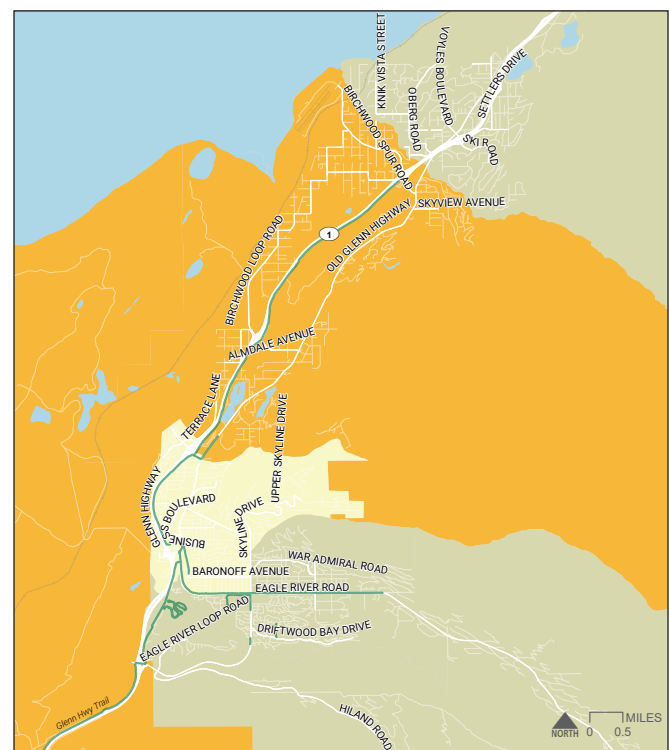 KNIK VISTA STREET
VOYLES BOULEVARD
SETTLERS DRIVE
OBERG ROAD
SKI ROAD
BIRCHWOOD SPUR ROAD
SKYVIEW AVENUE
OLD GLENN HIGHWAY
1
BIRCHWOOD LOOP ROAD
ALMDALE AVENUE
TERRACE LANE
UPPER SKYLINE DRIVE
GLENN HIGHWAY
BUSINESS BOULEVARD
SKYLINE DRIVE
WAR ADMIRAL ROAD
BARONOFF AVENUE
EAGLE RIVER ROAD
EAGLE RIVER LOOP ROAD
DRIFTWOOD BAY DRIVE
Glenn Hwy Trail
HILAND ROAD
NORTH
MILES
0 0.5